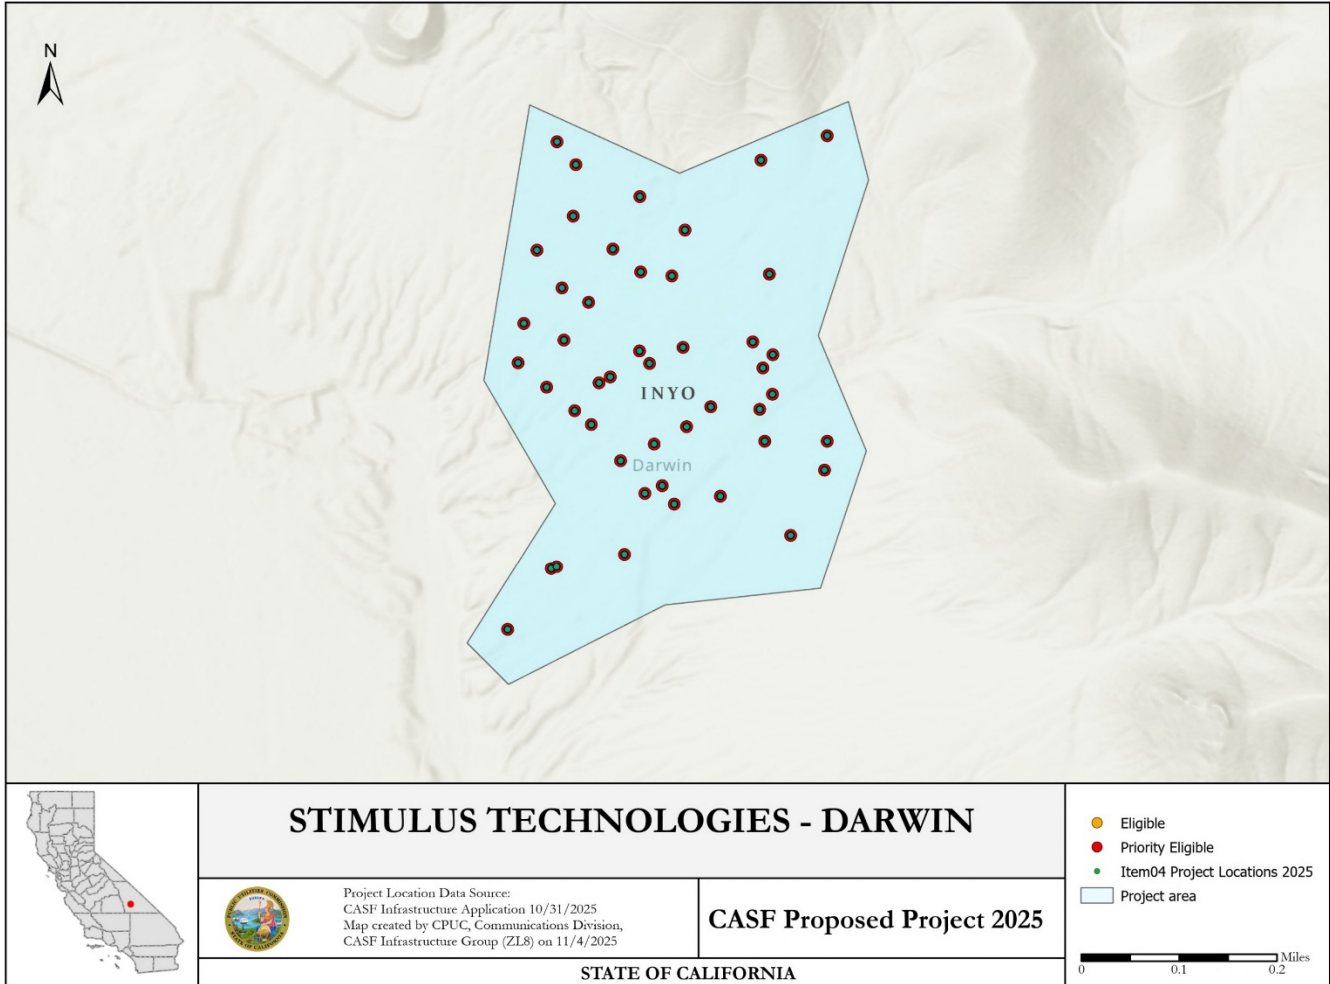 N
INYO
Darwin
STIMULUS TECHNOLOGIES - DARWIN
Project Location Data Source:
CASF Infrastructure Application 10/31/2025
Map created by CPUC, Communications Division,
CASF Infrastructure Group (ZL8) on 11/4/2025
CASF Proposed Project 2025
STATE OF CALIFORNIA
Eligible
Priority Eligible
Item04 Project Locations 2025
Project area
Miles
0 0.1 0.2